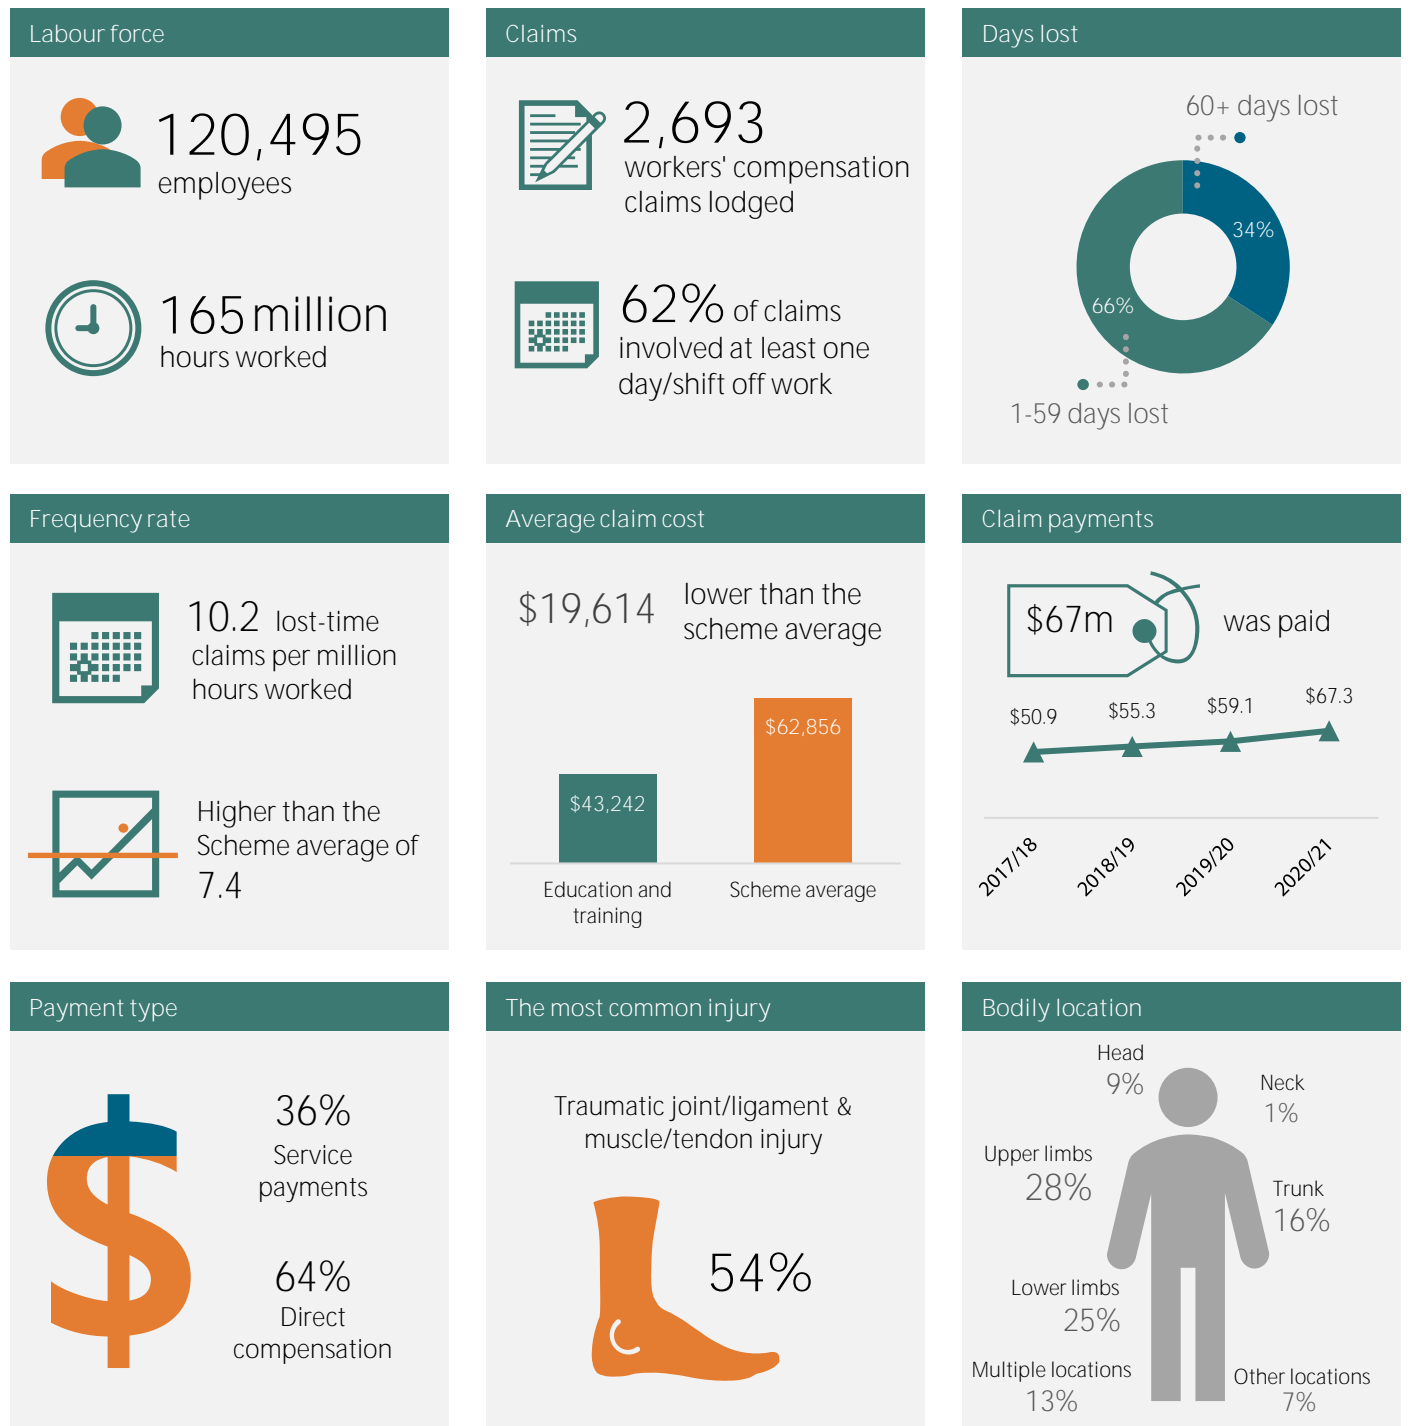 Labour force
120,495
employees
165 million
hours worked
Claims
2,693
workers' compensation
claims lodged
62% of claims
involved at least one
day/shift off work
Days lost
60+ days lost
34%
66%
1-59 days lost
Frequency rate
10.2 lost-time
claims per million
hours worked
Higher than the
Scheme average of
7.4
Average claim cost
$19,614
lower than the
scheme average
$62,856
$43,242
Education and
training
Scheme average
Claim payments
$67m
was paid
$50.9
$55.3
$59.1
$67.3
2017/18
2018/19
2019/20
2020/21
Payment type
36%
Service
payments
64%
Direct
compensation
The most common injury
Traumatic joint/ligament &
muscle/tendon injury
54%
Bodily location
Head
9%
Neck
1%
Upper limbs
28%
Trunk
16%
Lower limbs
25%
Multiple locations
13%
Other locations
7%